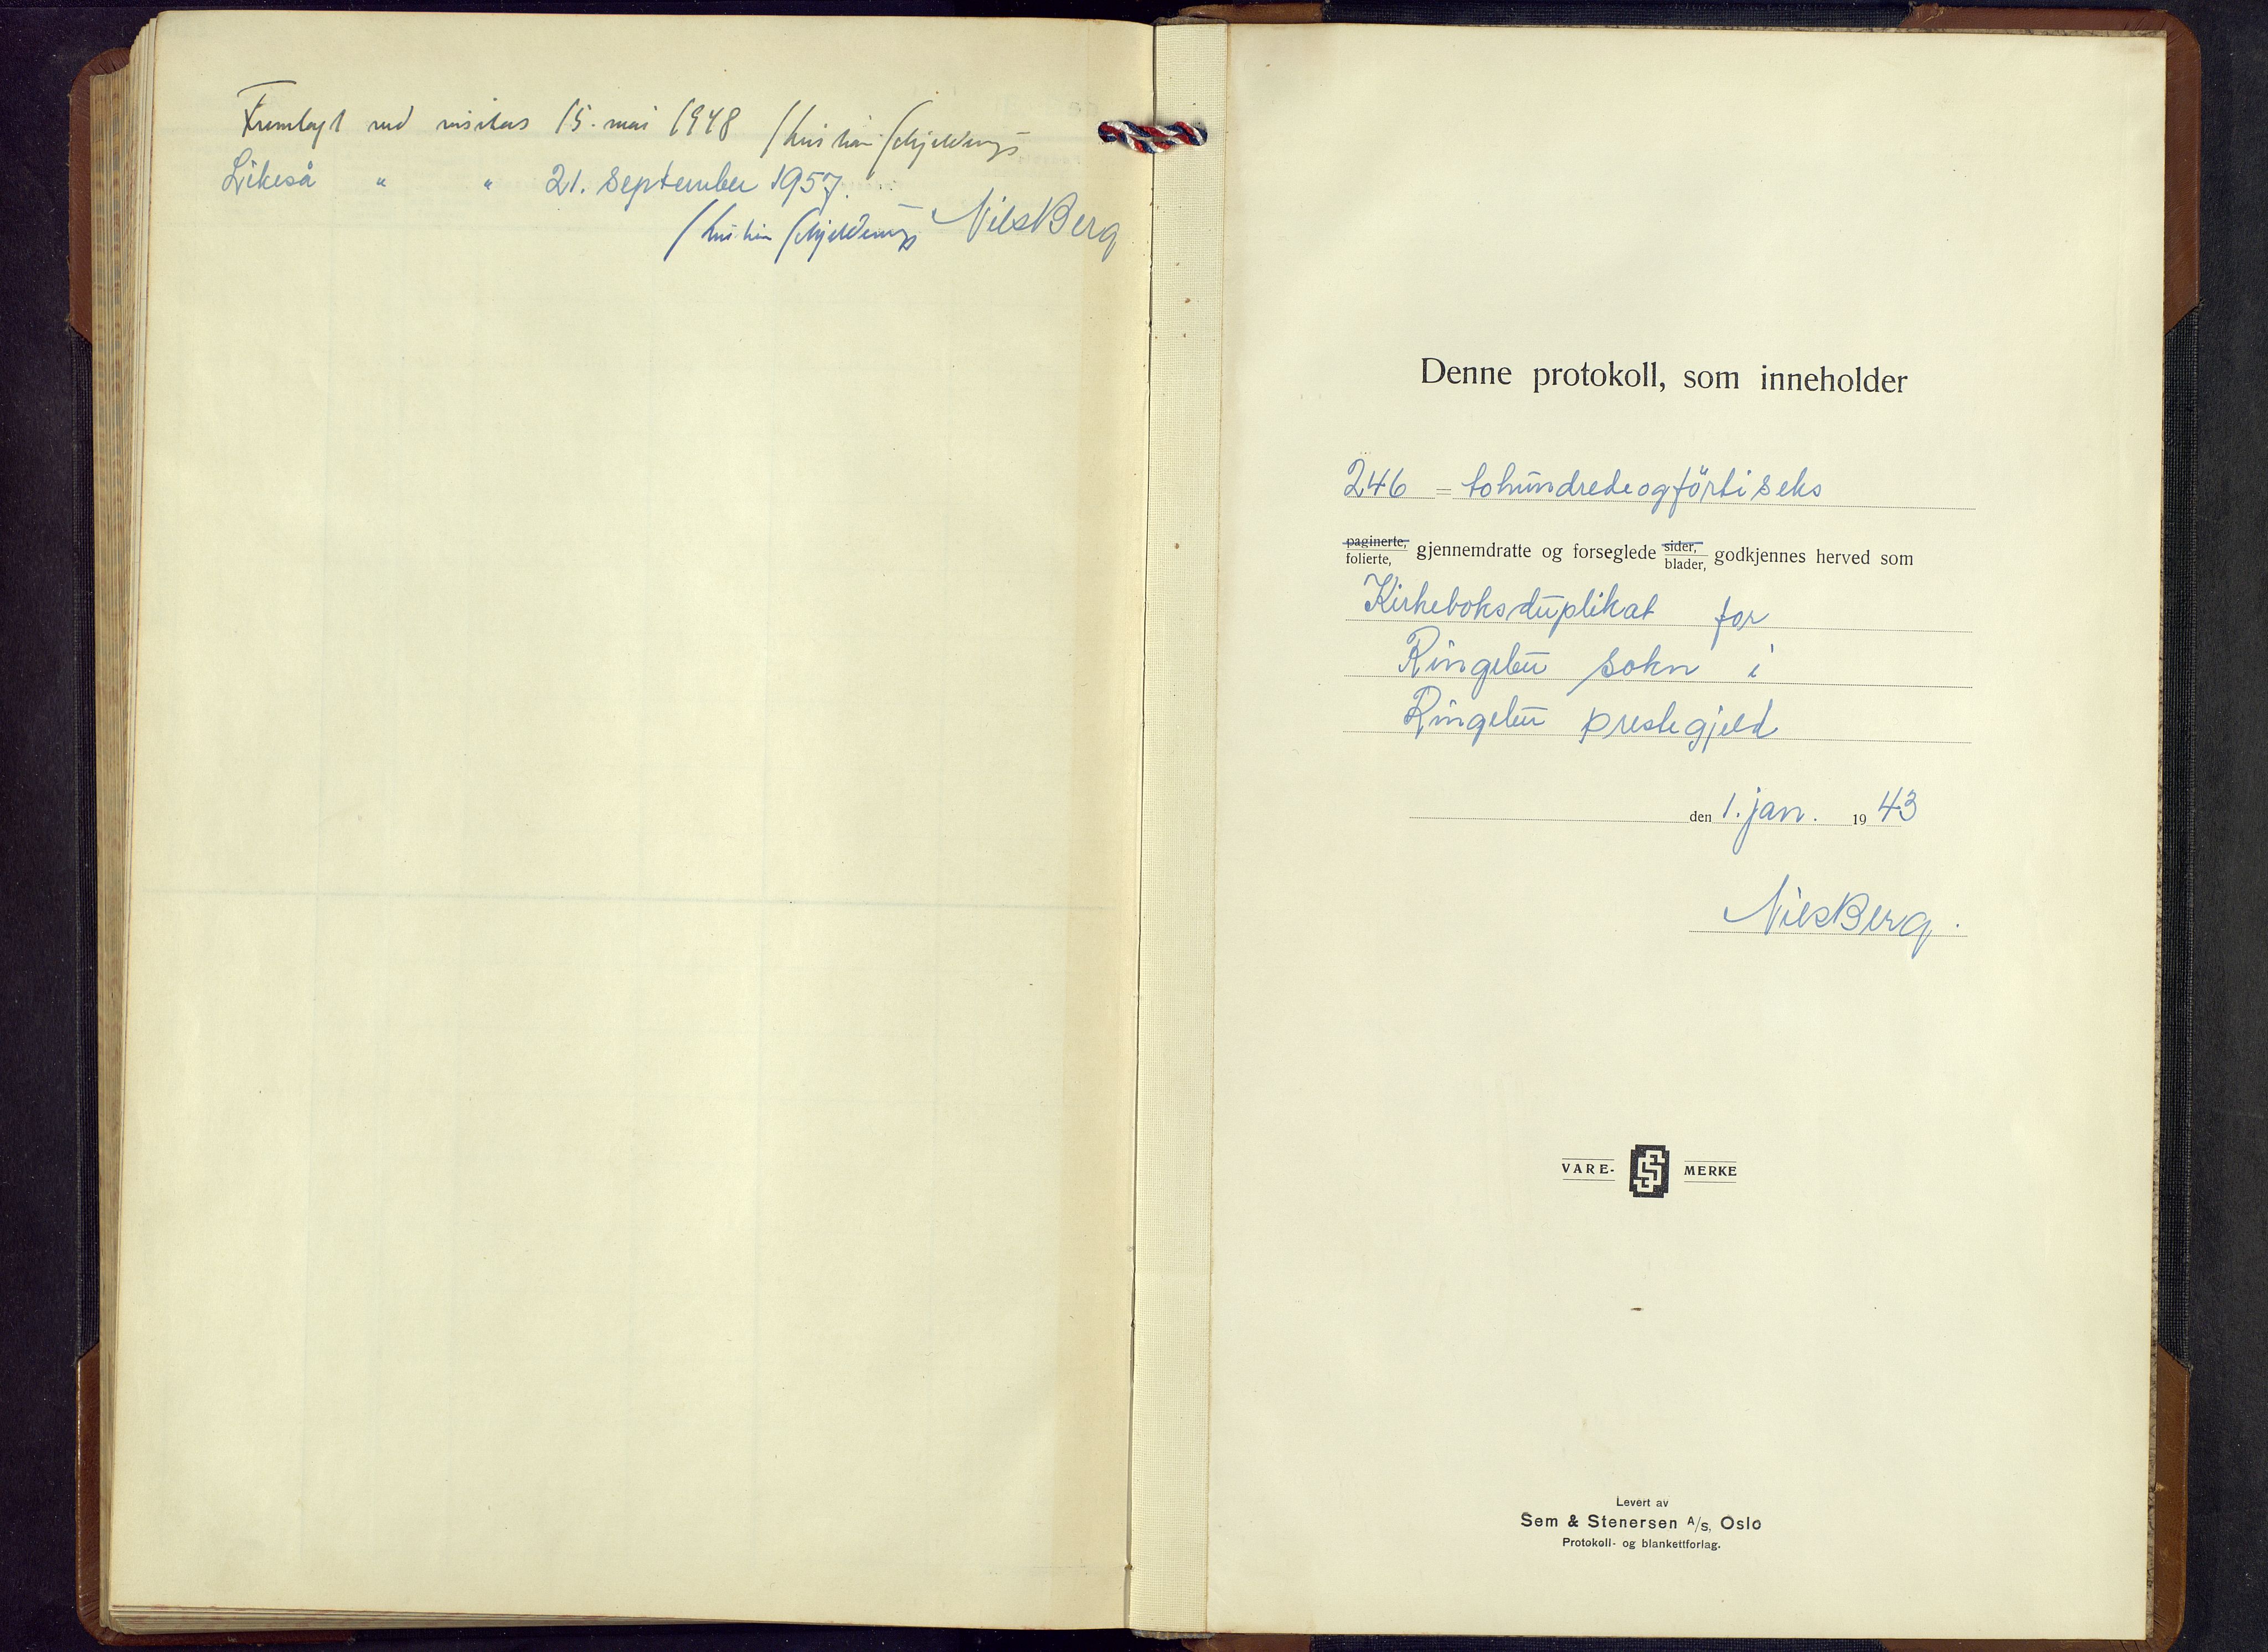 Fremlagt ved visitas 15. mai 1948 Kristian Schjelderup
Likeså " " 21. september 1957.
Kristian Schjelderup Nils Berg
Denne protokoll, som inneholder
246 = tohundredeogförtiseks
paginerte,
folierte, gjennemdratte og forseglede sider,
blader, godkjennes herved som
Kirkeboksduplikat for
Ringebu sokn i
Ringebu prestegjeld
den 1. jan. 1943
Nils Berg.
VARE- SS MERKE
Levert av
Sem & Stenersen A/s, Oslo
Protokoll- og blankettforlag.